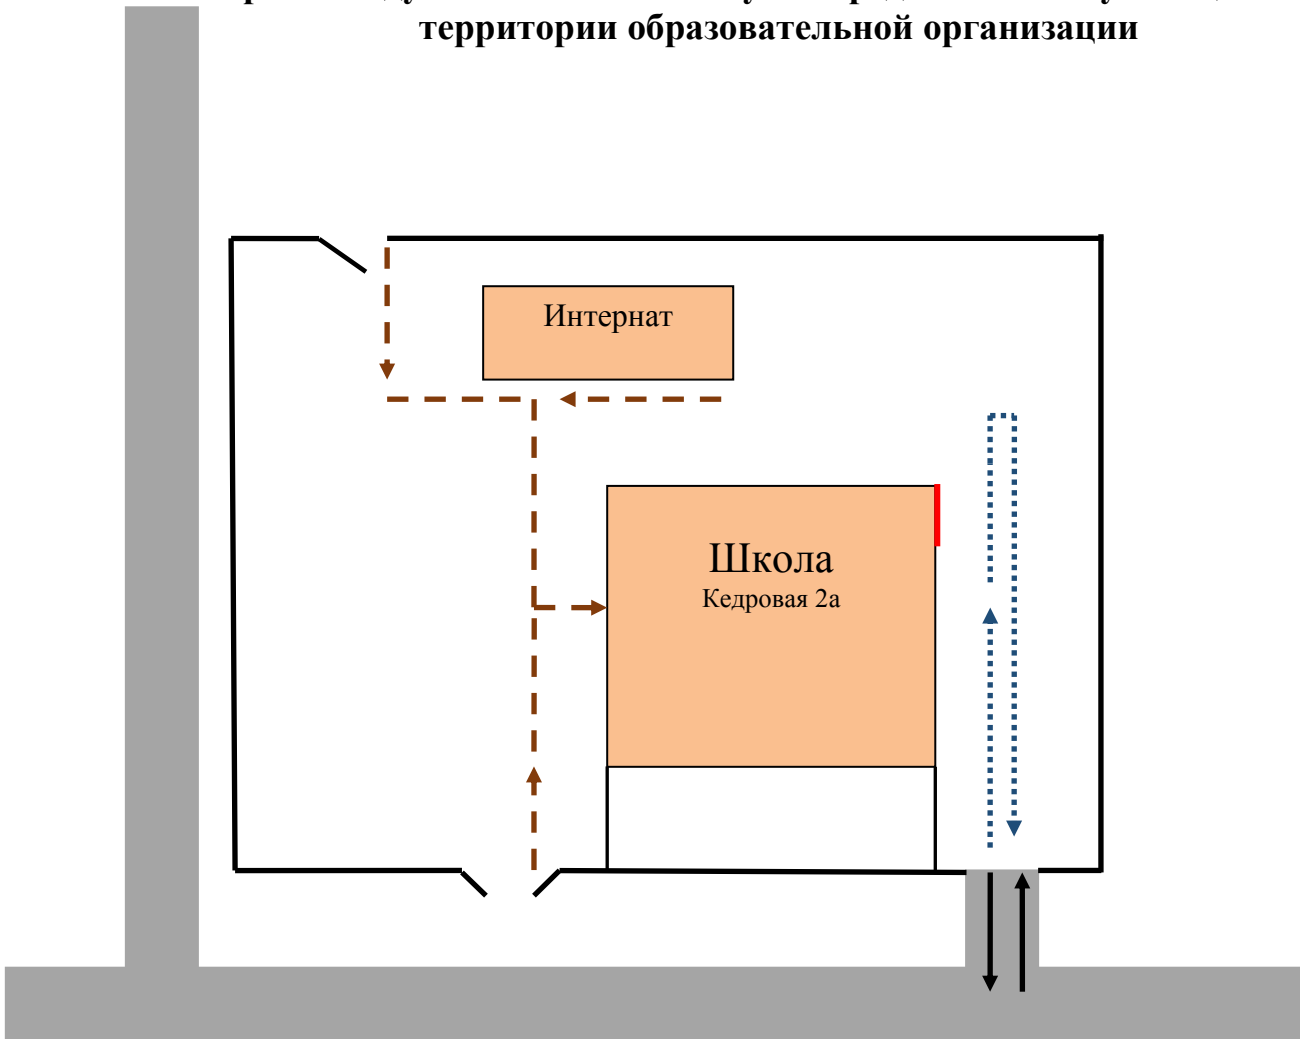 территории образовательной организации
Интернат
Школа
Кедровая 2а